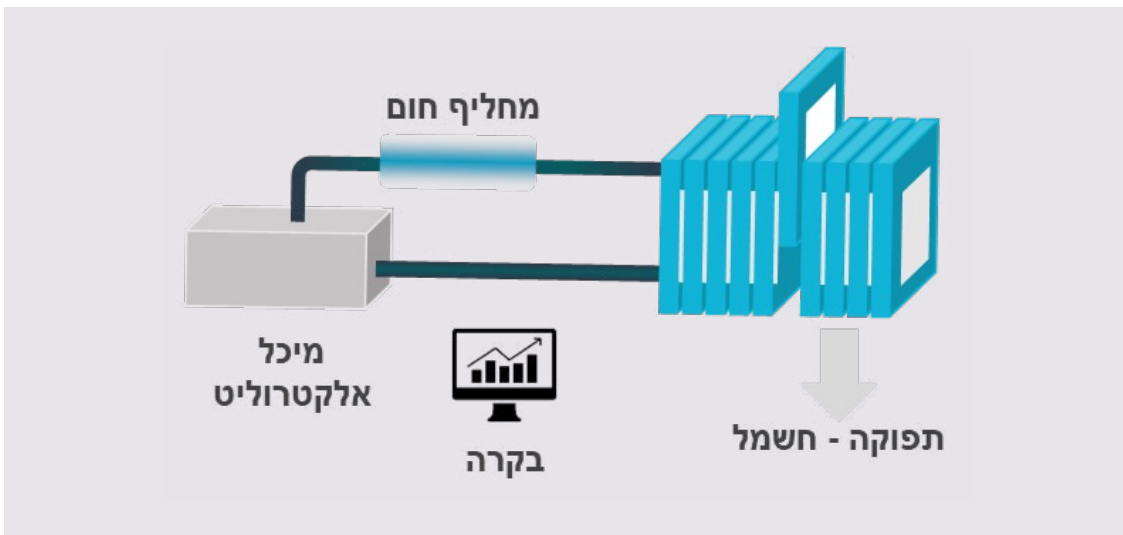 מחליף חום
מיכל
אלקטרוליט
בקרה
תפוקה - חשמל